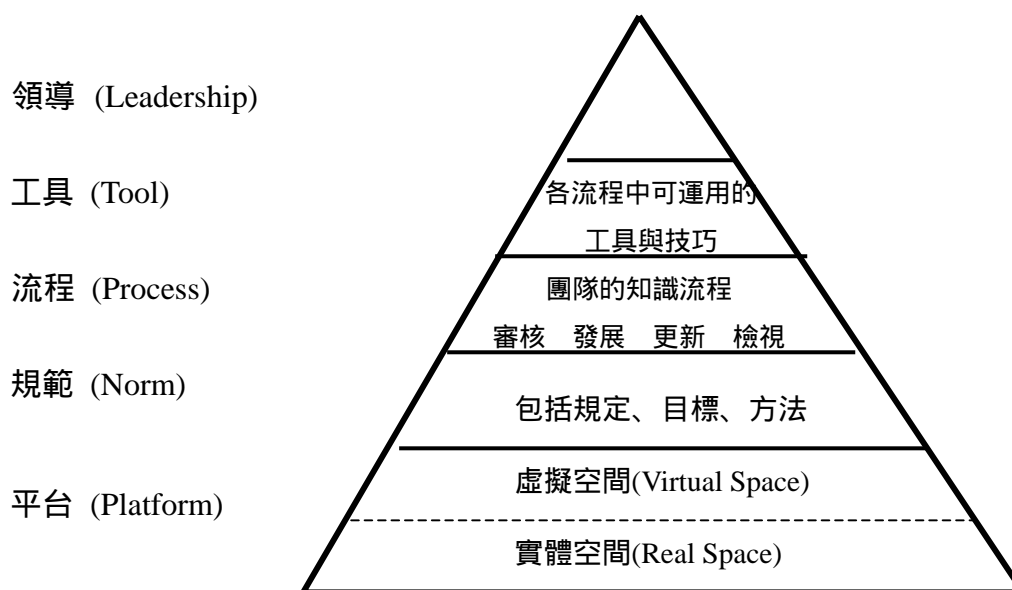 領導 (Leadership)
工具 (Tool)
各流程中可運用的
工具與技巧
流程 (Process)
團隊的知識流程
審核 發展 更新 檢視
規範 (Norm)
包括規定、目標、方法
平台 (Platform)
虛擬空間(Virtual Space)
實體空間(Real Space)